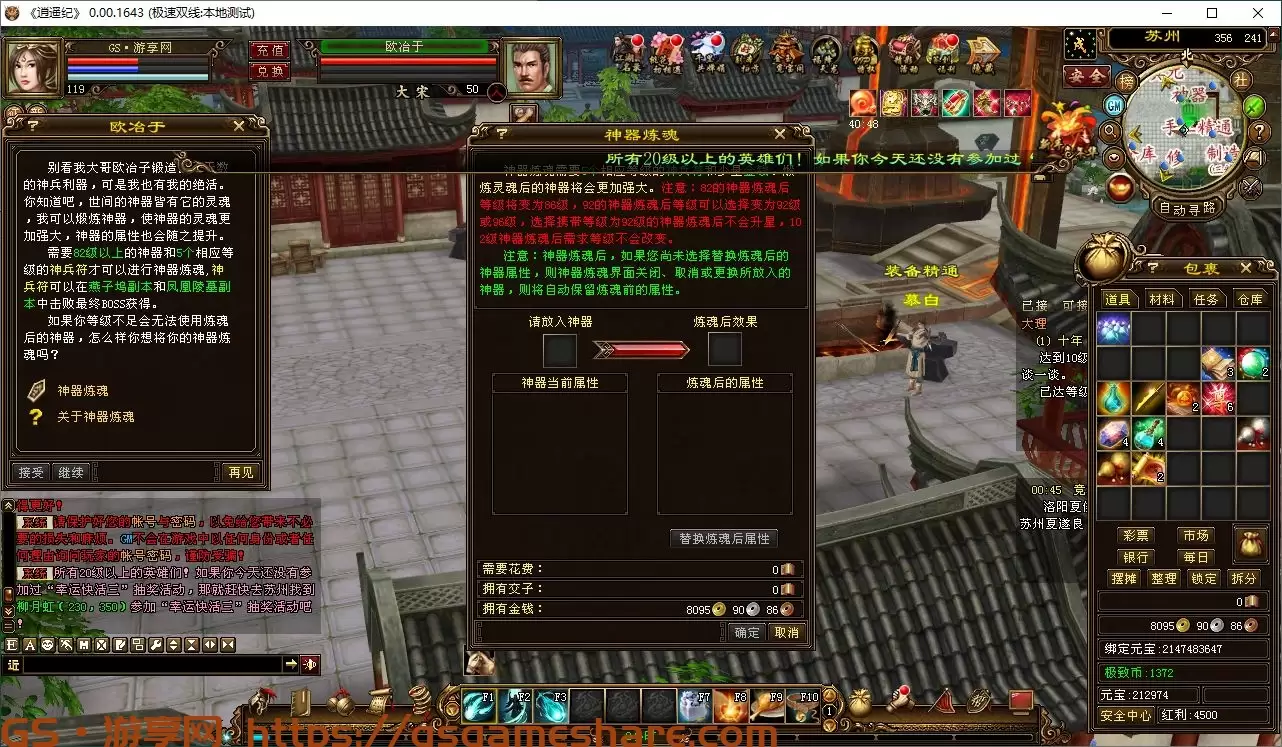 《逍遥纪》 0.00.1643 (极速双线:本地测试)
GS·游享网
119
充值
兑换
欧冶于
大宋
50
苏州
356 241
安全
榜
社
GM
自动寻路
40:48
欧冶于
别看我大哥欧冶子锻造
的神兵利器，可是我也有我的绝活。
你知道吧，世间的神器皆有它的灵魂
，我可以煅炼神器，使神器的灵魂更
加强大，神器的属性也会随之提升。
需要82级以上的神器和5个相应等
级的神兵符才可以进行神器炼魂,神
兵符可以在燕子坞副本和凤凰陵墓副
本中击败最终BOSS获得。
如果你等级不足会无法使用炼魂
后的神器，怎么样你想将你的神器炼
魂吗？
神器炼魂
关于神器炼魂
接受
继续
再见
神器炼魂
所有20级以上的英雄们！如果你今天还没有参加过
炼灵魂后的神器将会更加强大。注意：82的神器炼魂后
等级将变为86级，92的神器炼魂后等级可以选择变为92级
或96级，选择携带等级为92级的神器炼魂后不会升星，10
2级神器炼魂后需求等级不会改变。
注意：神器炼魂后，如果您尚未选择替换炼魂后的
神器属性，则神器炼魂界面关闭、取消或更换所放入的
神器，则将自动保留炼魂前的属性。
请放入神器
炼魂后效果
神器当前属性
炼魂后的属性
替换炼魂后属性
需要花费：
0
拥有交子：
0
拥有金钱：
8095 90 86
确定
取消
装备精通
慕白
已接 可接
大理
(1) 十年
达到10级
谈一谈。
已达等级
00:45 竞
洛阳夏
苏州夏遂良
包裹
道具
材料
任务
仓库
3
2
2
6
4
4
2
彩票
市场
银行
每日
摆摊
整理
锁定
拆分
0
8095 90 86
绑定元宝:2147483647
极致币:1372
元宝:212974
安全中心
红利:4500
得更好！
系统 请保护好您的帐号与密码，以免给您带来不必
要的损失和麻烦。GM不会在游戏中以任何身份或者任
何理由询问玩家的帐号密码，谨防受骗！
系统 所有20级以上的英雄们！如果你今天还没有参
加过“幸运快活三”抽奖活动，那就赶快去苏州找到
柳月虹（230，350）参加“幸运快活三”抽奖活动吧
！
近
F1
F2
F3
F7
F8
F9
F10
1
GS·游享网 https://gsgameshare.com